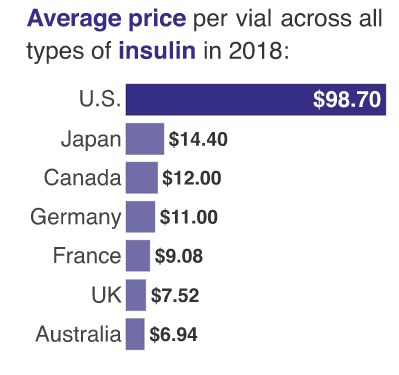 Average price per vial across all
types of insulin in 2018:
U.S. $98.70
Japan $14.40
Canada $12.00
Germany $11.00
France $9.08
UK $7.52
Australia $6.94